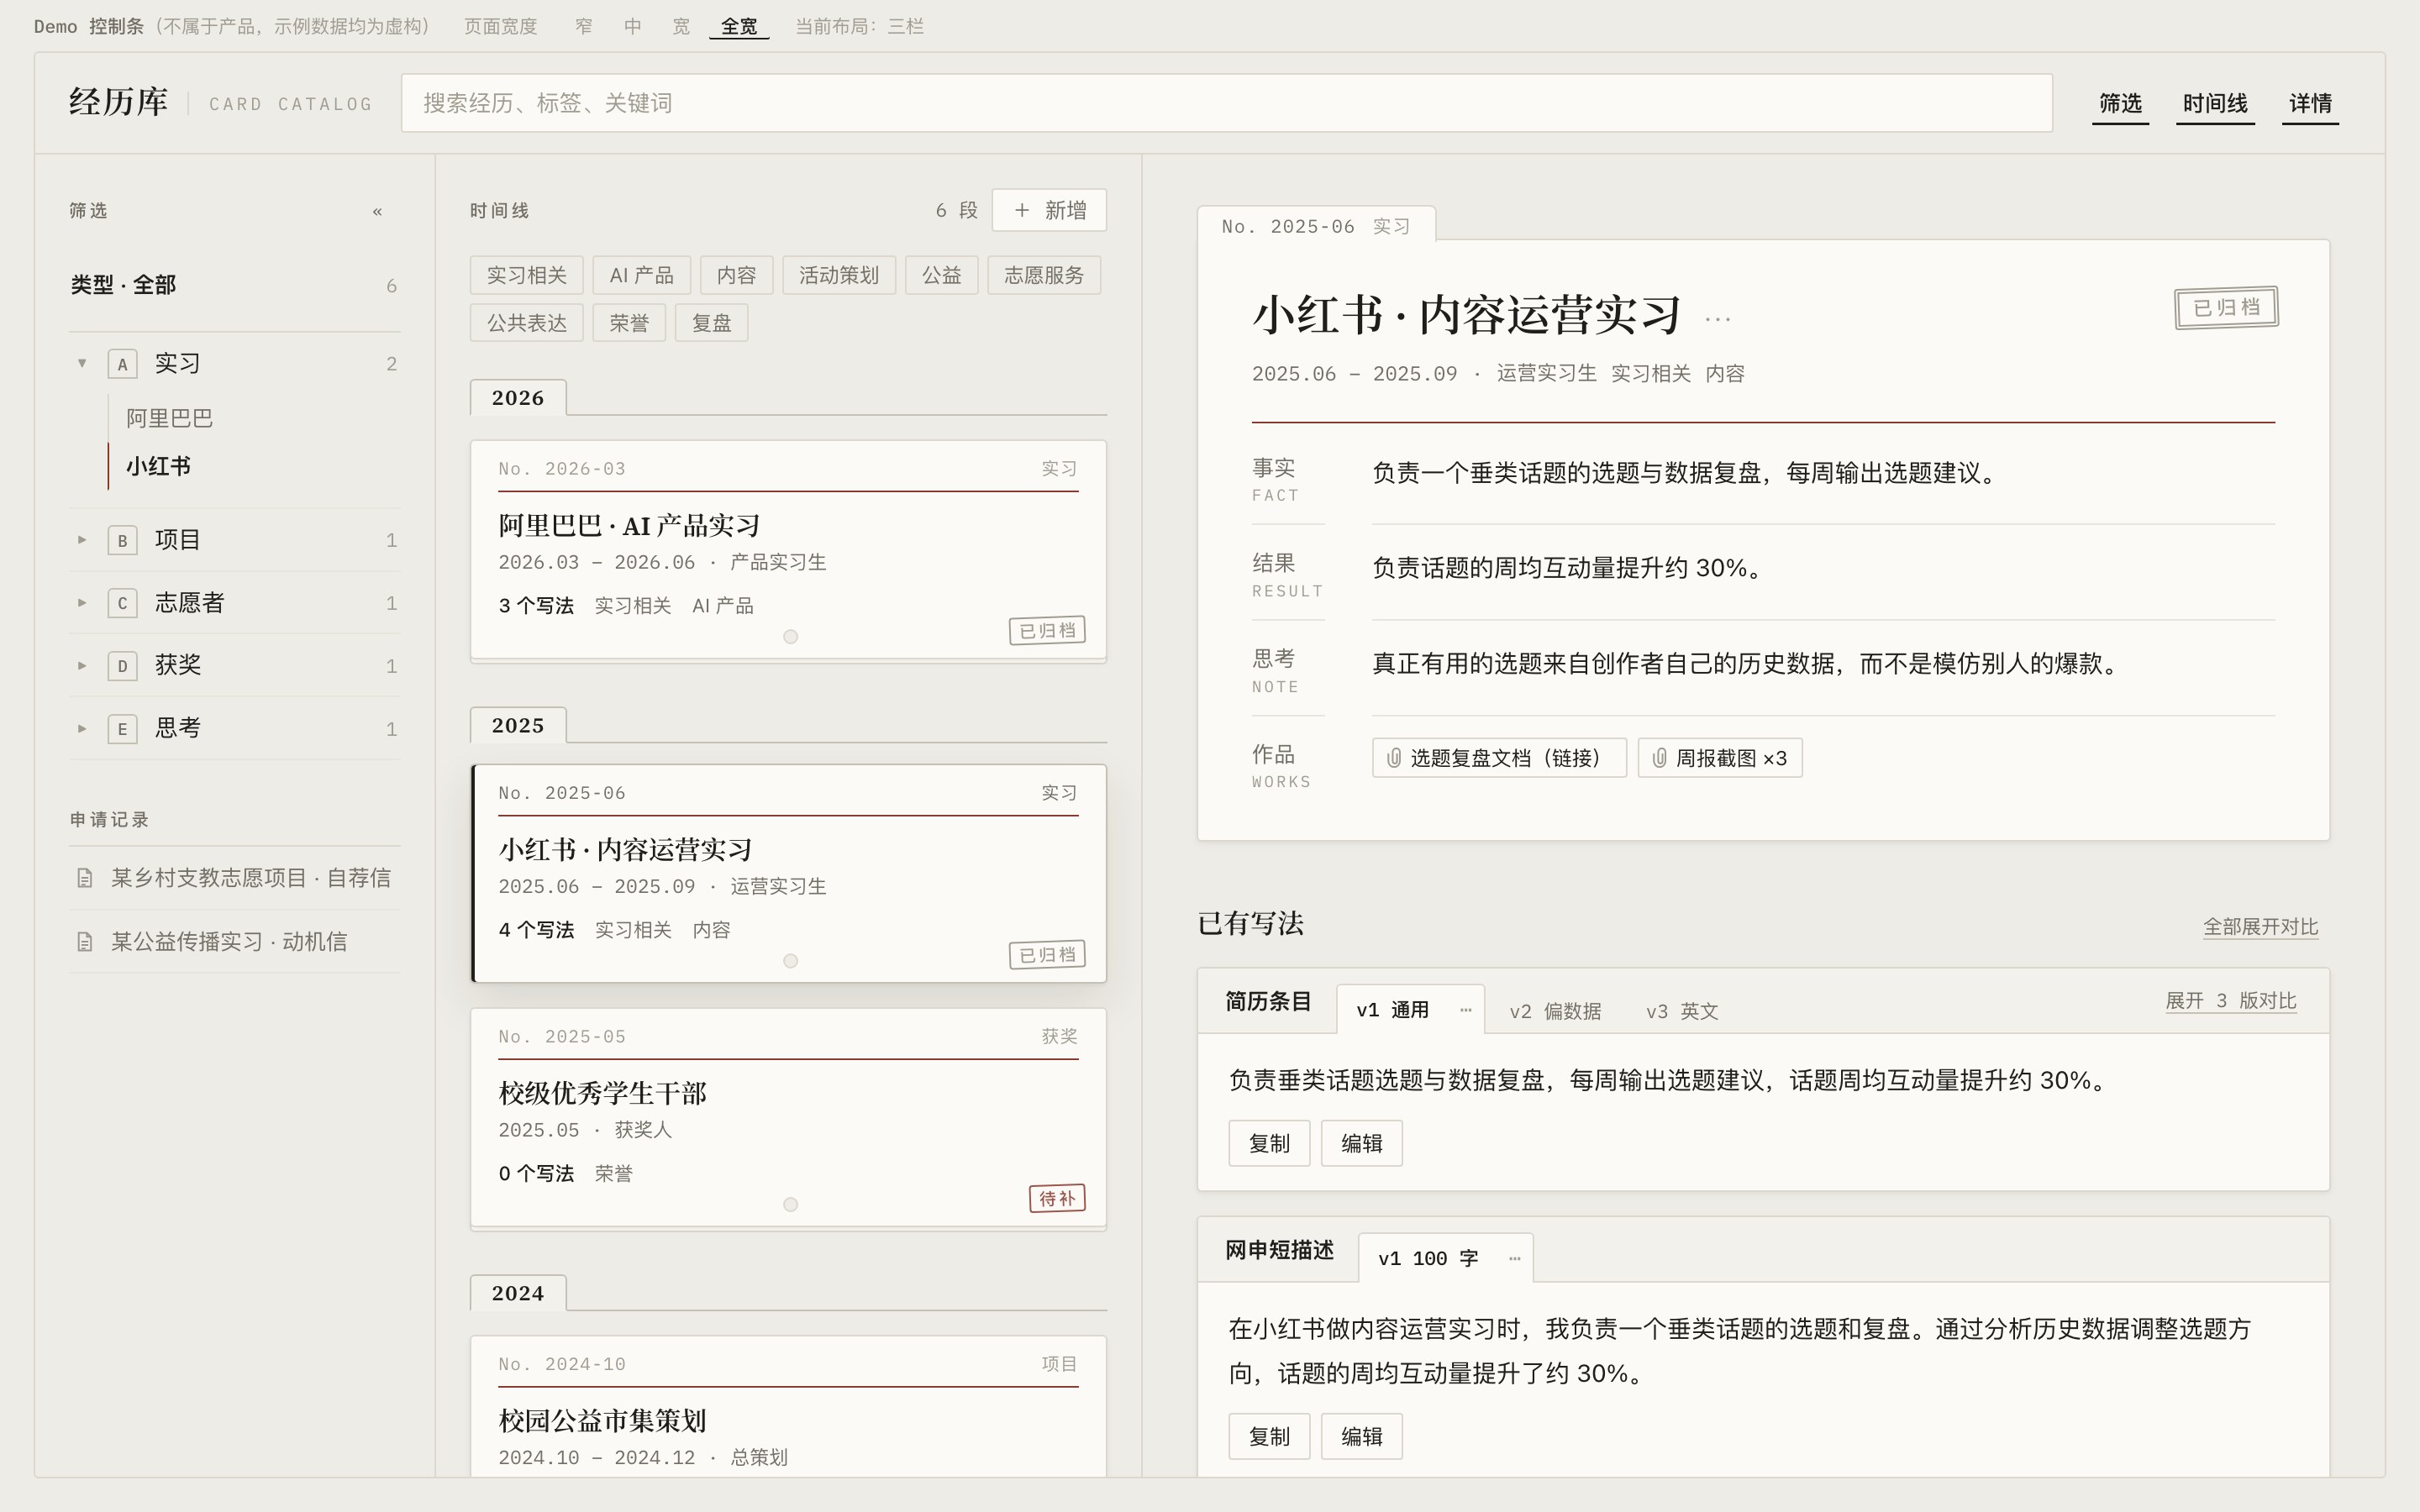 Demo 控制条（不属于产品，示例数据均为虚构） 页面宽度 窄 中 宽 全宽 当前布局：三栏
经历库 CARD CATALOG 搜索经历、标签、关键词 筛选 时间线 详情
筛选 «
类型 · 全部 6
▼ A 实习 2
阿里巴巴
小红书
▶ B 项目 1
▶ C 志愿者 1
▶ D 获奖 1
▶ E 思考 1
申请记录
某乡村支教志愿项目 · 自荐信
某公益传播实习 · 动机信
时间线 6 段 ＋ 新增
实习相关 AI 产品 内容 活动策划 公益 志愿服务
公共表达 荣誉 复盘
2026
No. 2026-03 实习
阿里巴巴 · AI 产品实习
2026.03 – 2026.06 · 产品实习生
3 个写法 实习相关 AI 产品
已归档
2025
No. 2025-06 实习
小红书 · 内容运营实习
2025.06 – 2025.09 · 运营实习生
4 个写法 实习相关 内容
已归档
No. 2025-05 获奖
校级优秀学生干部
2025.05 · 获奖人
0 个写法 荣誉
待补
2024
No. 2024-10 项目
校园公益市集策划
2024.10 – 2024.12 · 总策划
No. 2025-06 实习
小红书 · 内容运营实习 ··· 已归档
2025.06 – 2025.09 · 运营实习生 实习相关 内容
事实 负责一个垂类话题的选题与数据复盘，每周输出选题建议。
FACT
结果 负责话题的周均互动量提升约 30%。
RESULT
思考 真正有用的选题来自创作者自己的历史数据，而不是模仿别人的爆款。
NOTE
作品 选题复盘文档（链接） 周报截图 ×3
WORKS
已有写法 全部展开对比
简历条目 v1 通用 ⋯ v2 偏数据 v3 英文 展开 3 版对比
负责垂类话题选题与数据复盘，每周输出选题建议，话题周均互动量提升约 30%。
复制 编辑
网申短描述 v1 100 字 ⋯
在小红书做内容运营实习时，我负责一个垂类话题的选题和复盘。通过分析历史数据调整选题方
向，话题的周均互动量提升了约 30%。
复制 编辑